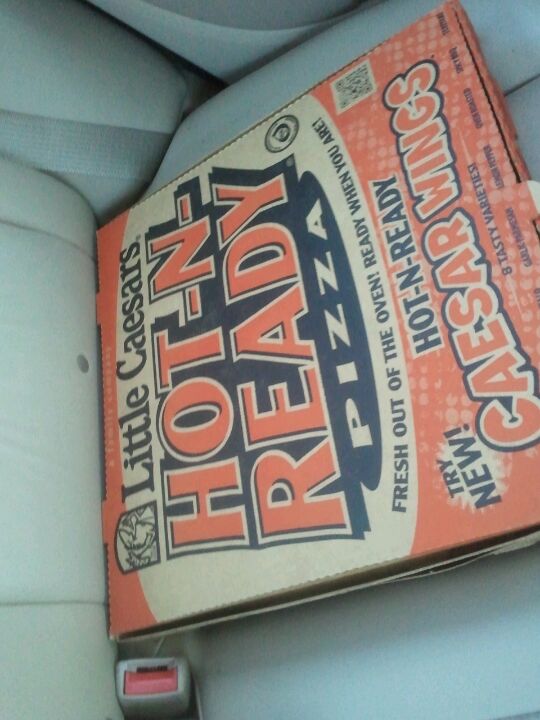 Little Caesars
HOT-N-
READY
PIZZA
FRESH OUT OF THE OVEN! READY WHEN YOU ARE!
TRY
NEW!
HOT-N-READY
CAESAR WINGS
8 TASTY VARIETIES!